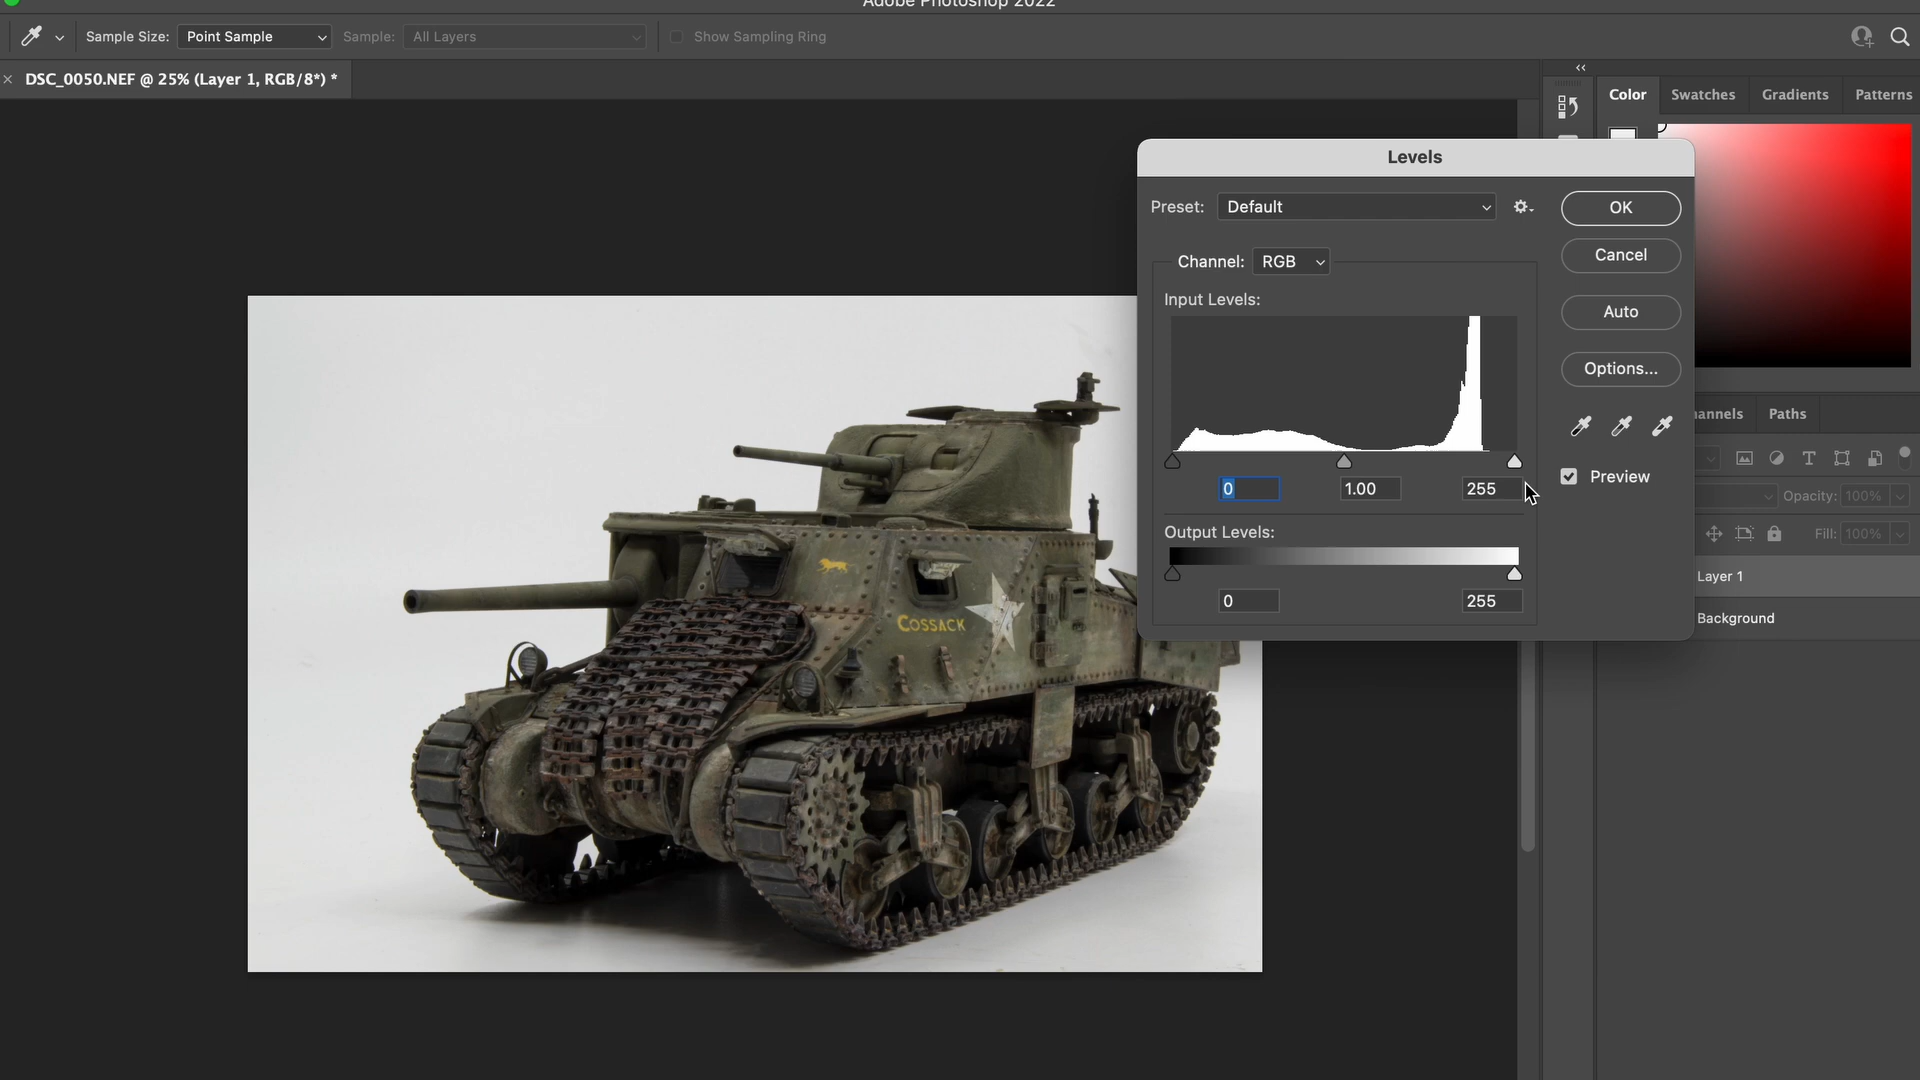 Adobe Photoshop 2022
Sample Size: Point Sample Sample: All Layers Show Sampling Ring
DSC_0050.NEF @ 25% (Layer 1, RGB/8*) *
Color Swatches Gradients Patterns
Levels
Preset: Default
OK
Cancel
Auto
Options...
Preview
Channel: RGB
Input Levels:
0 1.00 255
Output Levels:
0 255
annels Paths
Opacity: 100%
Fill: 100%
Layer 1
Background
COSSACK